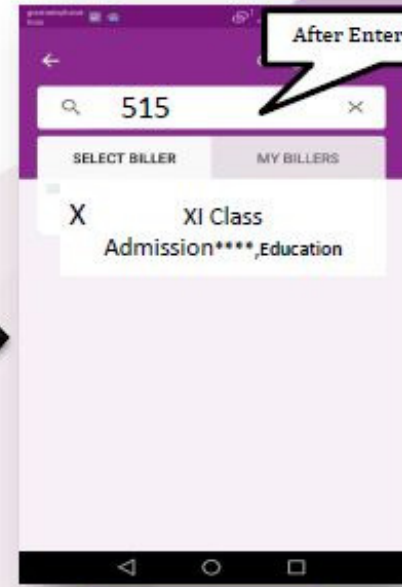 After Enter
515
SELECT BILLER
MY BILLERS
X XI Class
Admission****,Education